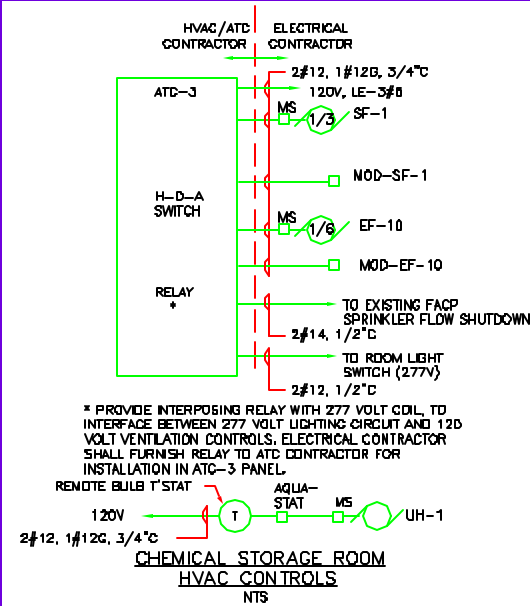 HVAC/ATC ELECTRICAL
CONTRACTOR CONTRACTOR
2#12, 1#12G, 3/4"C
ATC-3
120V, LE-3#6
MS
1/3
SF-1
MOD-SF-1
H-O-A
SWITCH
MS
1/6
EF-10
MOD-EF-10
RELAY
*
TO EXISTING FACP
SPRINKLER FLOW SHUTDOWN
2#14, 1/2"C
TO ROOM LIGHT
SWITCH (277V)
2#12, 1/2"C
* PROVIDE INTERPOSING RELAY WITH 277 VOLT COIL, TO
INTERFACE BETWEEN 277 VOLT LIGHTING CIRCUIT AND 120
VOLT VENTILATION CONTROLS. ELECTRICAL CONTRACTOR
SHALL FURNISH RELAY TO ATC CONTRACTOR FOR
INSTALLATION IN ATC-3 PANEL.
REMOTE BULB T'STAT
AQUA-
STAT
MS
120V
T
UH-1
2#12, 1#12G, 3/4"C
CHEMICAL STORAGE ROOM
HVAC CONTROLS
NTS